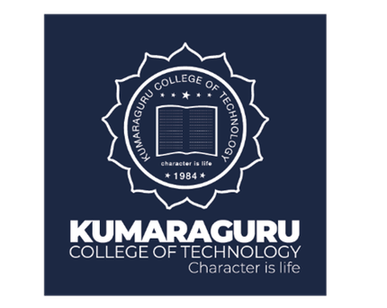 KUMARAGURU COLLEGE OF TECHNOLOGY
character is life
1984
KUMARAGURU
COLLEGE OF TECHNOLOGY
Character is life